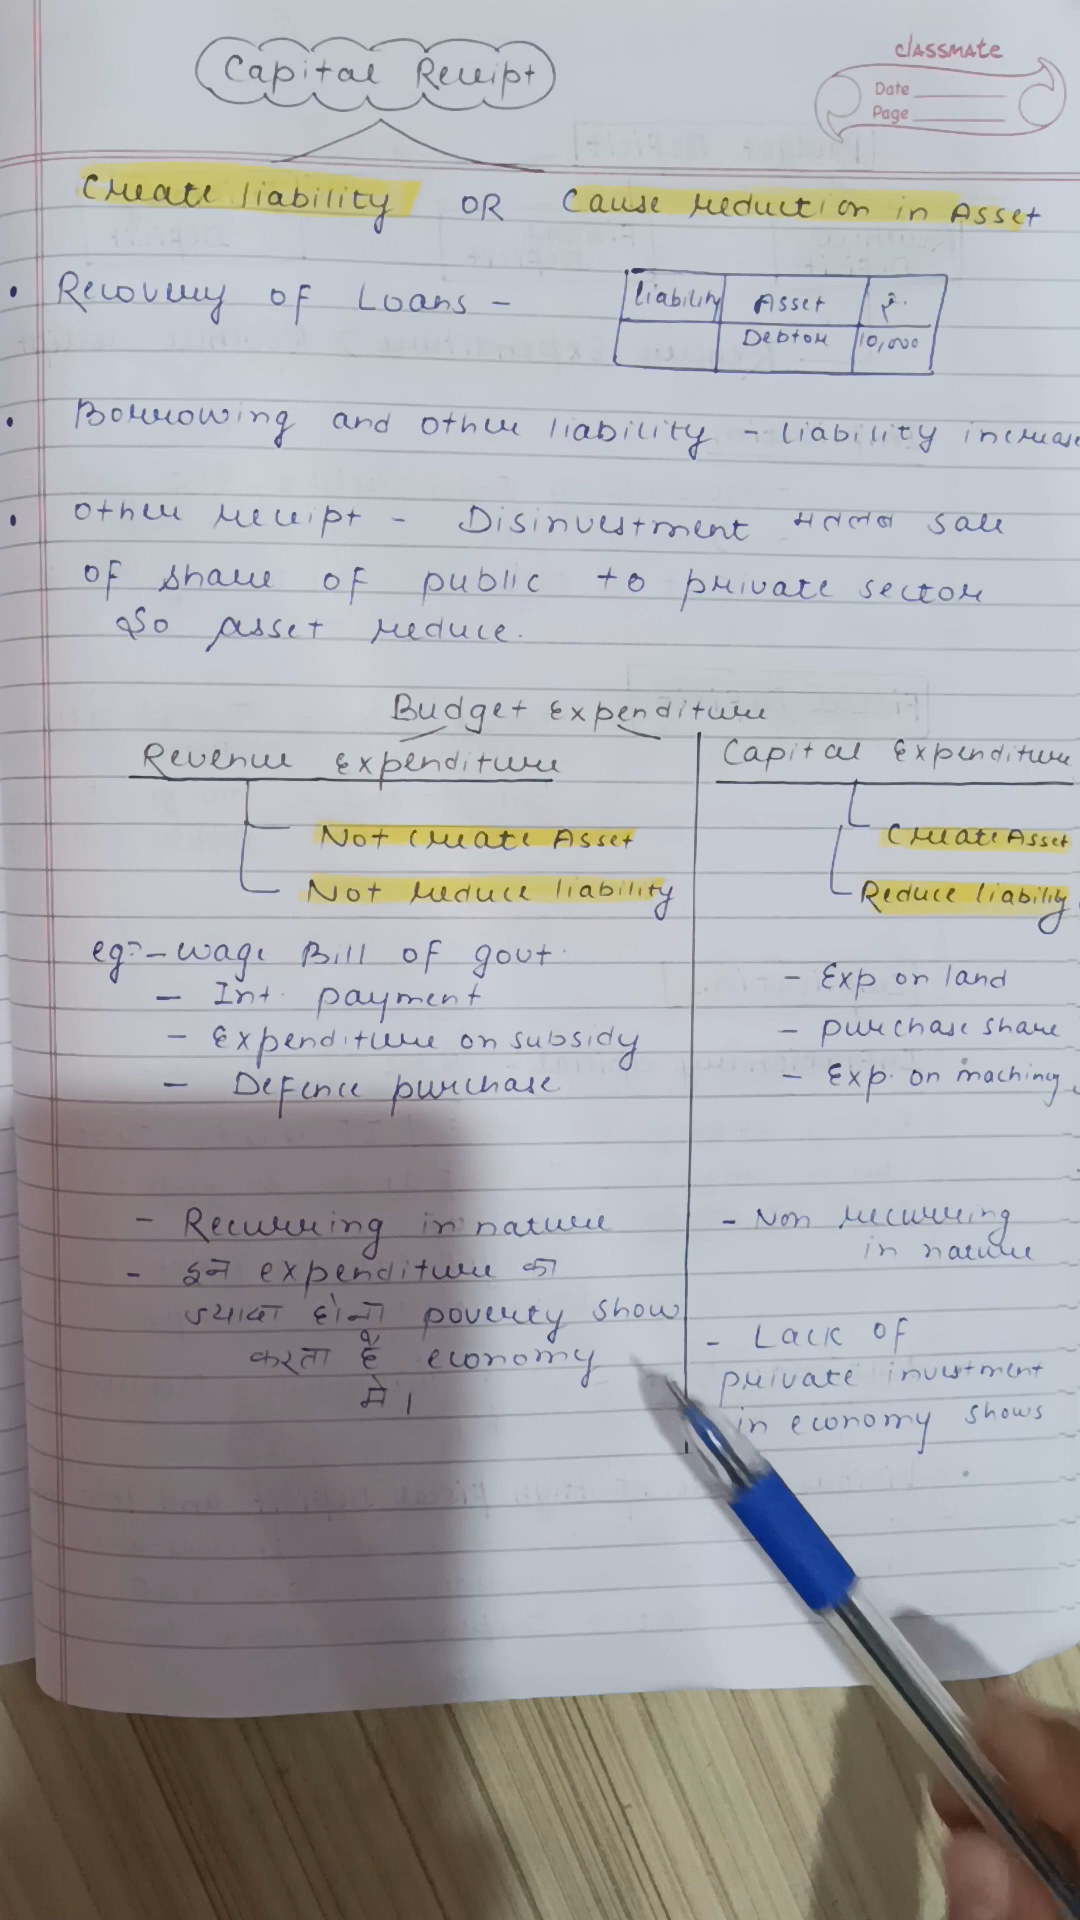 Capital Receipt
classmate
Date
Page
Create liability OR Cause reduction in Asset
• Recovery of Loans -
liability Asset ₹
Debtor 10,000
• Borrowing and other liability - liability increase
• other receipt - Disinvestment मतलब sale
of share of public to private sector
So asset reduce.
Budget Expenditure
Revenue Expenditure
Not create Asset
Not reduce liability
eg:- wage Bill of govt.
- Int. payment
- Expenditure on subsidy
- Defence purchase
- Recurring in nature
- इन expenditure का
ज्यादा होना poverty show
करता है economy
मे।
Capital Expenditure
Create Asset
Reduce liability
- Exp on land
- purchase share
- Exp. on maching
- Non recurring
in nature
- Lack of
private investment
in economy shows